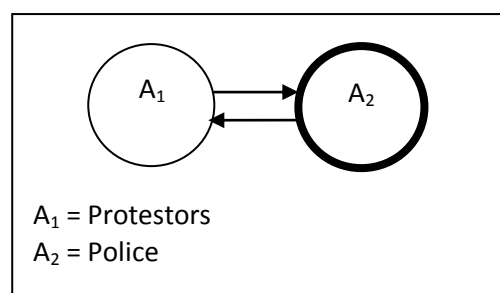 A₁ A₂
A₁ = Protestors
A₂ = Police